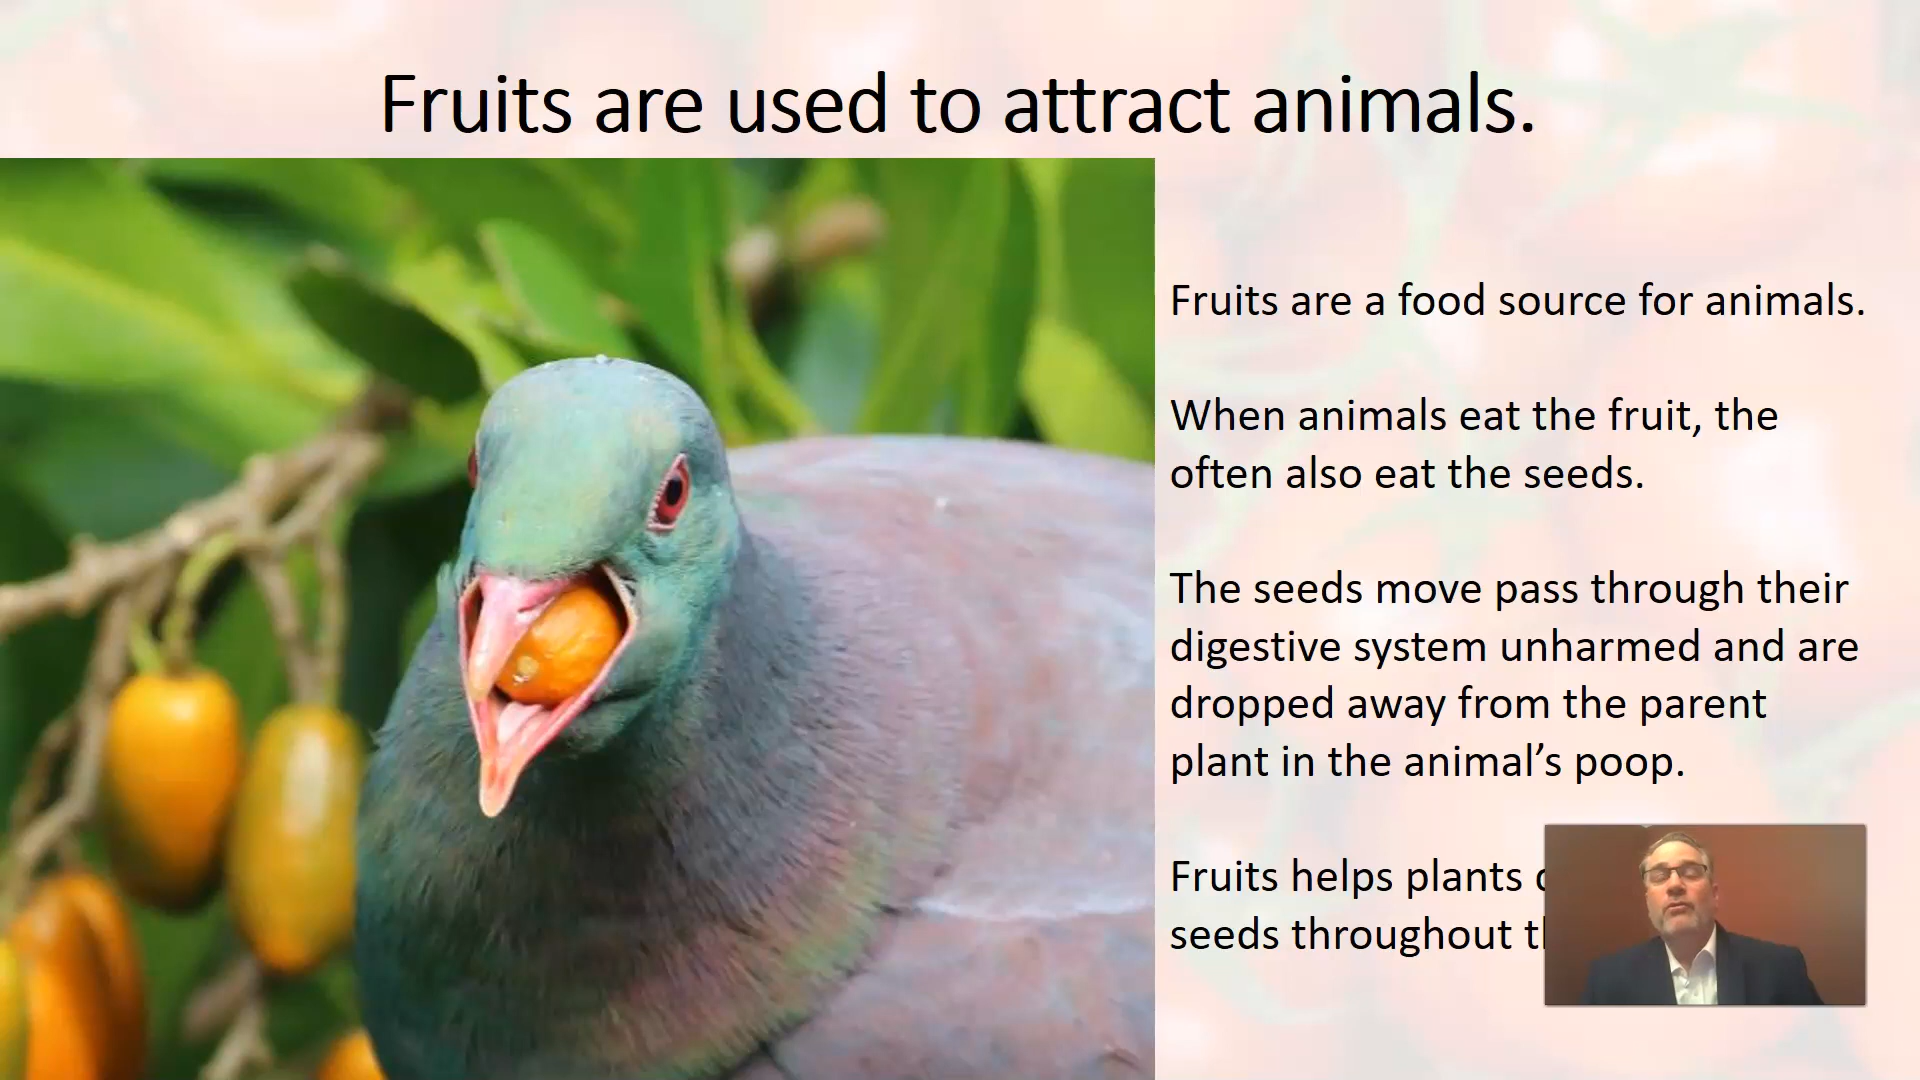 Fruits are used to attract animals.
Fruits are a food source for animals.
When animals eat the fruit, the
often also eat the seeds.
The seeds move pass through their
digestive system unharmed and are
dropped away from the parent
plant in the animal’s poop.
Fruits helps plants
seeds throughout